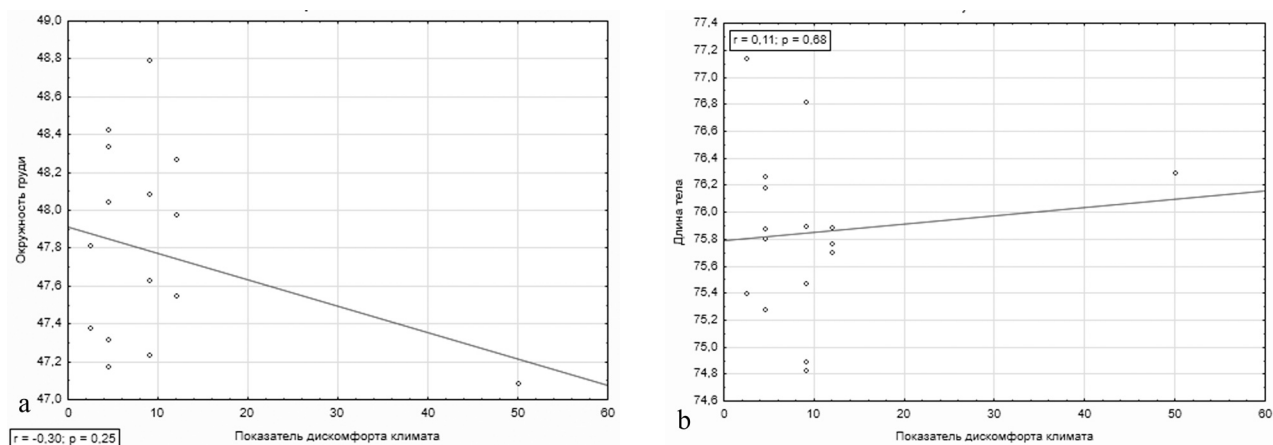 49,0
48,8
48,6
48,4
48,2
48,0
47,8
47,6
47,4
47,2
47,0
Окружность груди
0 10 20 30 40 50 60
Показатель дискомфорта климата
a
r = -0,30; p = 0,25
77,4
77,2
77,0
76,8
76,6
76,4
76,2
76,0
75,8
75,6
75,4
75,2
75,0
74,8
74,6
r = 0,11; p = 0,68
Длина тела
0 10 20 30 40 50 60
Показатель дискомфорта климата
b